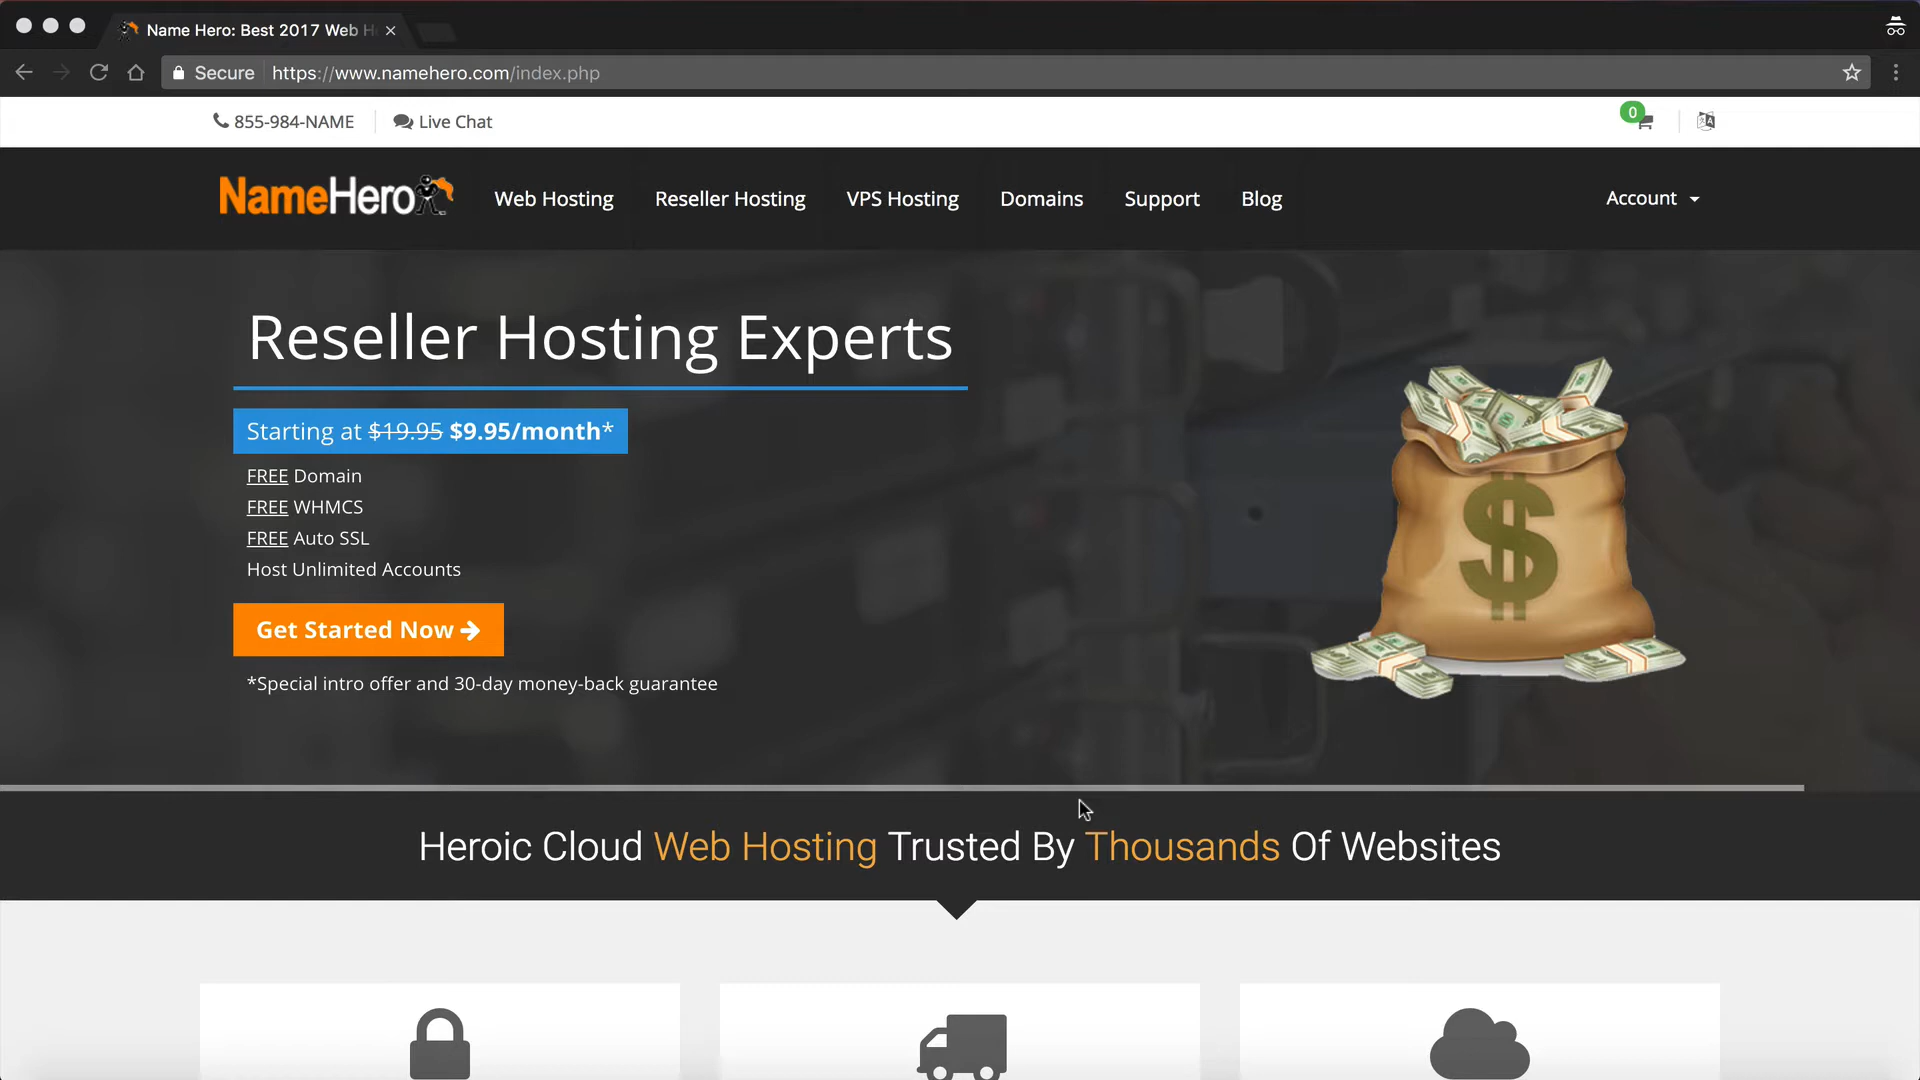 Name Hero: Best 2017 Web H
Secure https://www.namehero.com/index.php
855-984-NAME Live Chat 0
NameHero Web Hosting Reseller Hosting VPS Hosting Domains Support Blog Account
Reseller Hosting Experts
Starting at $19.95 $9.95/month*
FREE Domain
FREE WHMCS
FREE Auto SSL
Host Unlimited Accounts
Get Started Now
*Special intro offer and 30-day money-back guarantee
$
Heroic Cloud Web Hosting Trusted By Thousands Of Websites